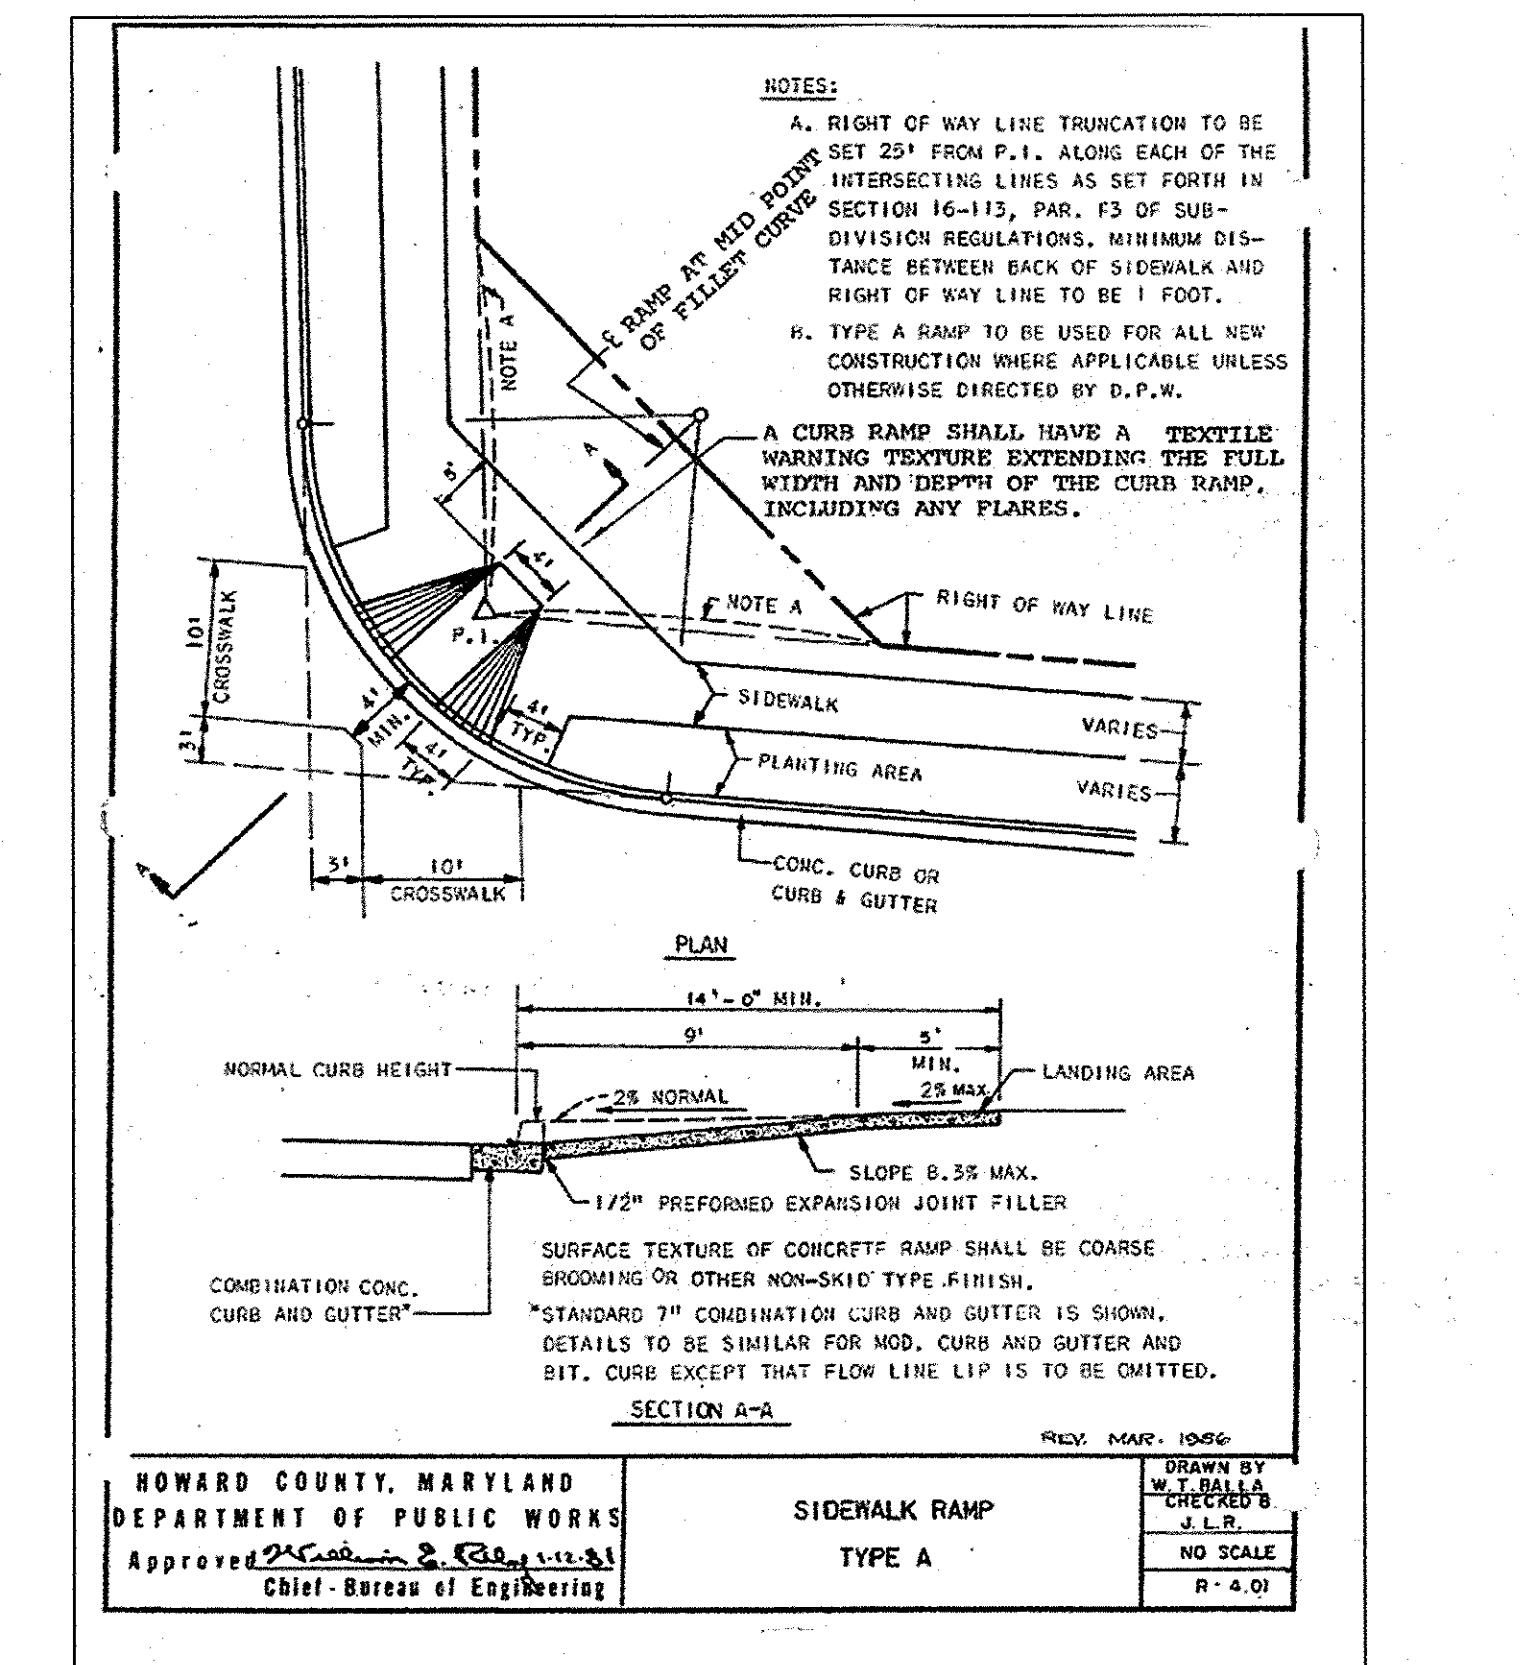 NOTES:
A. RIGHT OF WAY LINE TRUNCATION TO BE
SET 25' FROM P.I. ALONG EACH OF THE
INTERSECTING LINES AS SET FORTH IN
SECTION 16-113, PAR. F3 OF SUB-
DIVISION REGULATIONS. MINIMUM DIS-
TANCE BETWEEN BACK OF SIDEWALK AND
RIGHT OF WAY LINE TO BE 1 FOOT.
B. TYPE A RAMP TO BE USED FOR ALL NEW
CONSTRUCTION WHERE APPLICABLE UNLESS
OTHERWISE DIRECTED BY D.P.W.
A CURB RAMP SHALL HAVE A TEXTILE
WARNING TEXTURE EXTENDING THE FULL
WIDTH AND DEPTH OF THE CURB RAMP,
INCLUDING ANY FLARES.
℄ RAMP AT MID POINT
OF FILLET CURVE
NOTE A
5'
A
4'
NOTE A
RIGHT OF WAY LINE
P.I.
10'
CROSSWALK
3'
4'
MIN.
4'
TYP.
4'
TYP.
SIDEWALK
PLANTING AREA
VARIES
VARIES
A
3'
10'
CROSSWALK
CONC. CURB OR
CURB & GUTTER
PLAN
14'-0" MIN.
9'
5'
MIN.
NORMAL CURB HEIGHT
2% NORMAL
2% MAX.
LANDING AREA
SLOPE 8.3% MAX.
1/2" PREFORMED EXPANSION JOINT FILLER
SURFACE TEXTURE OF CONCRETE RAMP SHALL BE COARSE
BROOMING OR OTHER NON-SKID TYPE FINISH.
COMBINATION CONC.
CURB AND GUTTER*
*STANDARD 7" COMBINATION CURB AND GUTTER IS SHOWN.
DETAILS TO BE SIMILAR FOR MOD. CURB AND GUTTER AND
BIT. CURB EXCEPT THAT FLOW LINE LIP IS TO BE OMITTED.
SECTION A-A
REV. MAR. 1986
HOWARD COUNTY, MARYLAND
DEPARTMENT OF PUBLIC WORKS
Approved William E. Riley 1-12-81
Chief-Bureau of Engineering
SIDEWALK RAMP
TYPE A
DRAWN BY
W.T. BALLA
CHECKED B
J.L.R.
NO SCALE
R-4.01